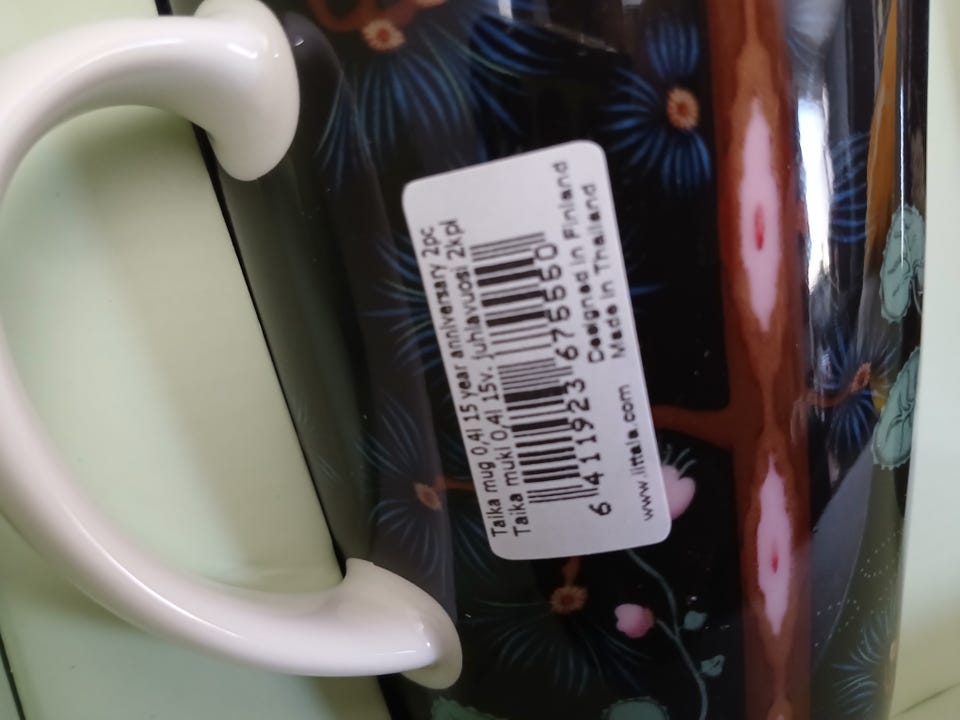 Taika mug 0,4l 15 year anniversary 2pc
Taika muki 0,4l 15v. juhlavuosi 2kpl
6 411923 675550
Designed in Finland
www.iittala.com Made in Thailand